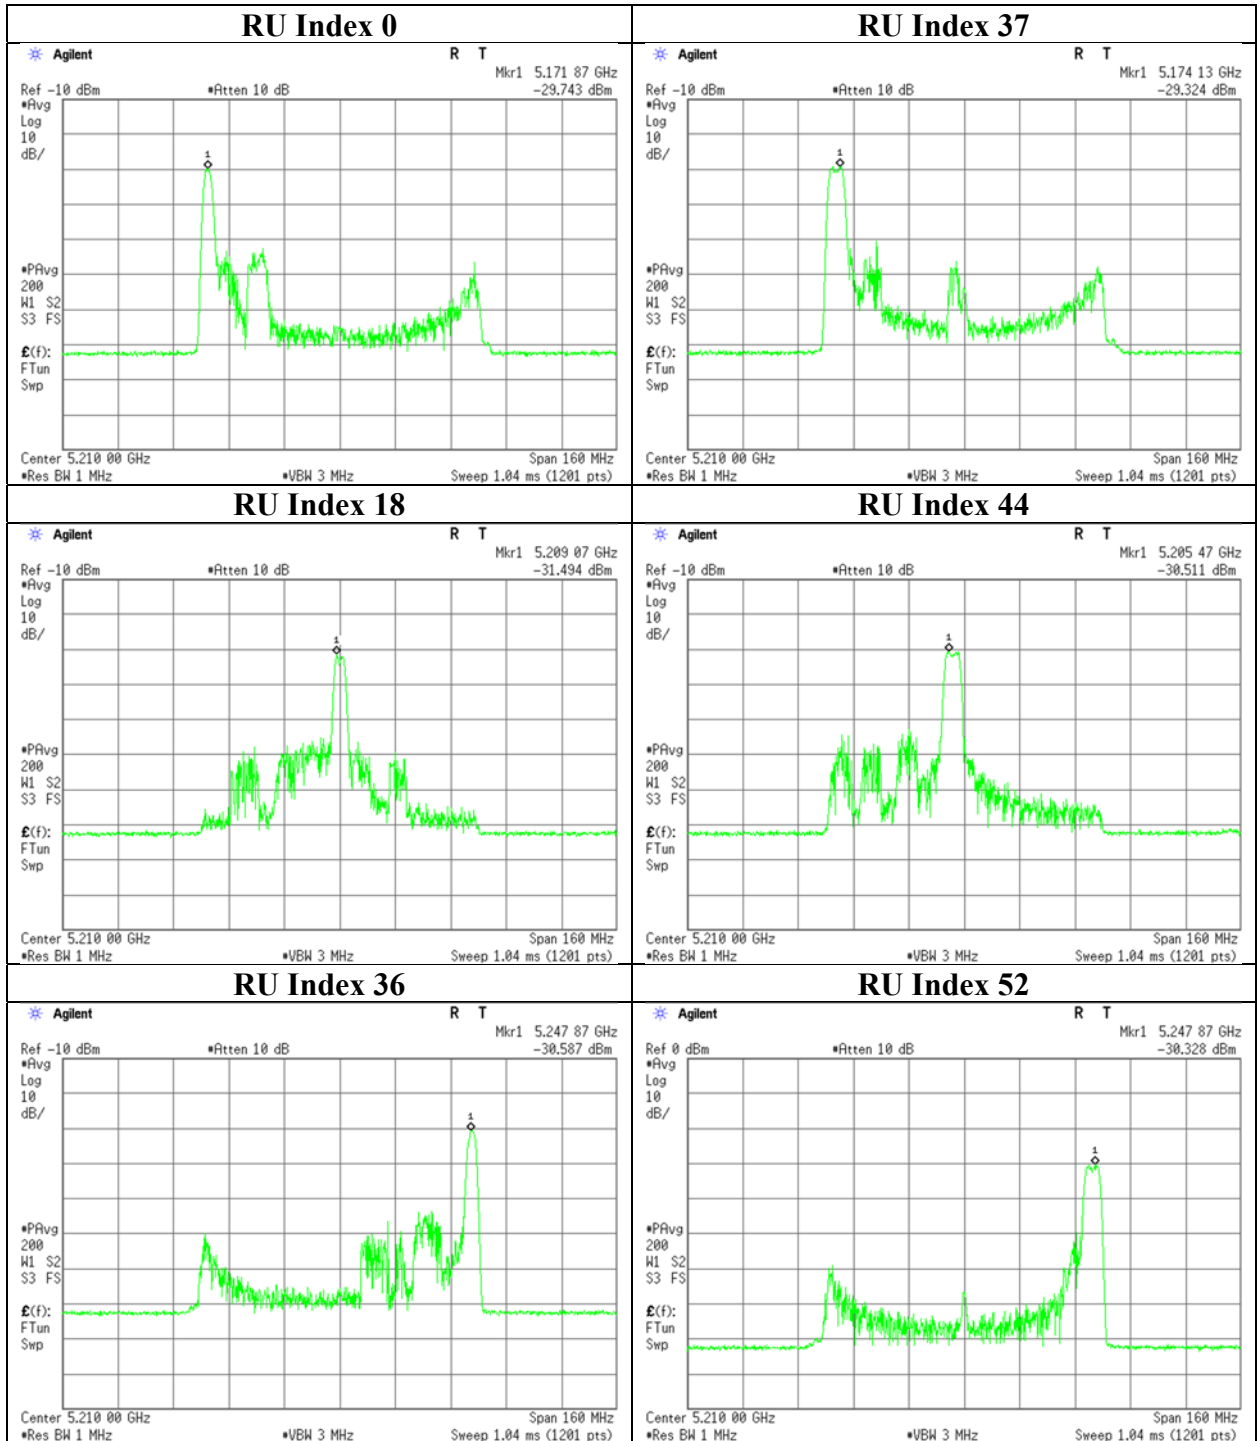 RU Index 0
RU Index 37
Agilent R T
Mkr1 5.171 87 GHz
Ref -10 dBm *Atten 10 dB -29.743 dBm
*Avg
Log
10
dB/
1
*PAvg
200
W1 S2
S3 FS
£(f):
FTun
Swp
Center 5.210 00 GHz Span 160 MHz
*Res BW 1 MHz *VBW 3 MHz Sweep 1.04 ms (1201 pts)
Agilent R T
Mkr1 5.174 13 GHz
Ref -10 dBm *Atten 10 dB -29.324 dBm
*Avg
Log
10
dB/
1
*PAvg
200
W1 S2
S3 FS
£(f):
FTun
Swp
Center 5.210 00 GHz Span 160 MHz
*Res BW 1 MHz *VBW 3 MHz Sweep 1.04 ms (1201 pts)
RU Index 18
RU Index 44
Agilent R T
Mkr1 5.209 07 GHz
Ref -10 dBm *Atten 10 dB -31.494 dBm
*Avg
Log
10
dB/
1
*PAvg
200
W1 S2
S3 FS
£(f):
FTun
Swp
Center 5.210 00 GHz Span 160 MHz
*Res BW 1 MHz *VBW 3 MHz Sweep 1.04 ms (1201 pts)
Agilent R T
Mkr1 5.205 47 GHz
Ref -10 dBm *Atten 10 dB -30.511 dBm
*Avg
Log
10
dB/
1
*PAvg
200
W1 S2
S3 FS
£(f):
FTun
Swp
Center 5.210 00 GHz Span 160 MHz
*Res BW 1 MHz *VBW 3 MHz Sweep 1.04 ms (1201 pts)
RU Index 36
RU Index 52
Agilent R T
Mkr1 5.247 87 GHz
Ref -10 dBm *Atten 10 dB -30.587 dBm
*Avg
Log
10
dB/
1
*PAvg
200
W1 S2
S3 FS
£(f):
FTun
Swp
Center 5.210 00 GHz Span 160 MHz
*Res BW 1 MHz *VBW 3 MHz Sweep 1.04 ms (1201 pts)
Agilent R T
Mkr1 5.247 87 GHz
Ref 0 dBm *Atten 10 dB -30.328 dBm
*Avg
Log
10
dB/
1
*PAvg
200
W1 S2
S3 FS
£(f):
FTun
Swp
Center 5.210 00 GHz Span 160 MHz
*Res BW 1 MHz *VBW 3 MHz Sweep 1.04 ms (1201 pts)